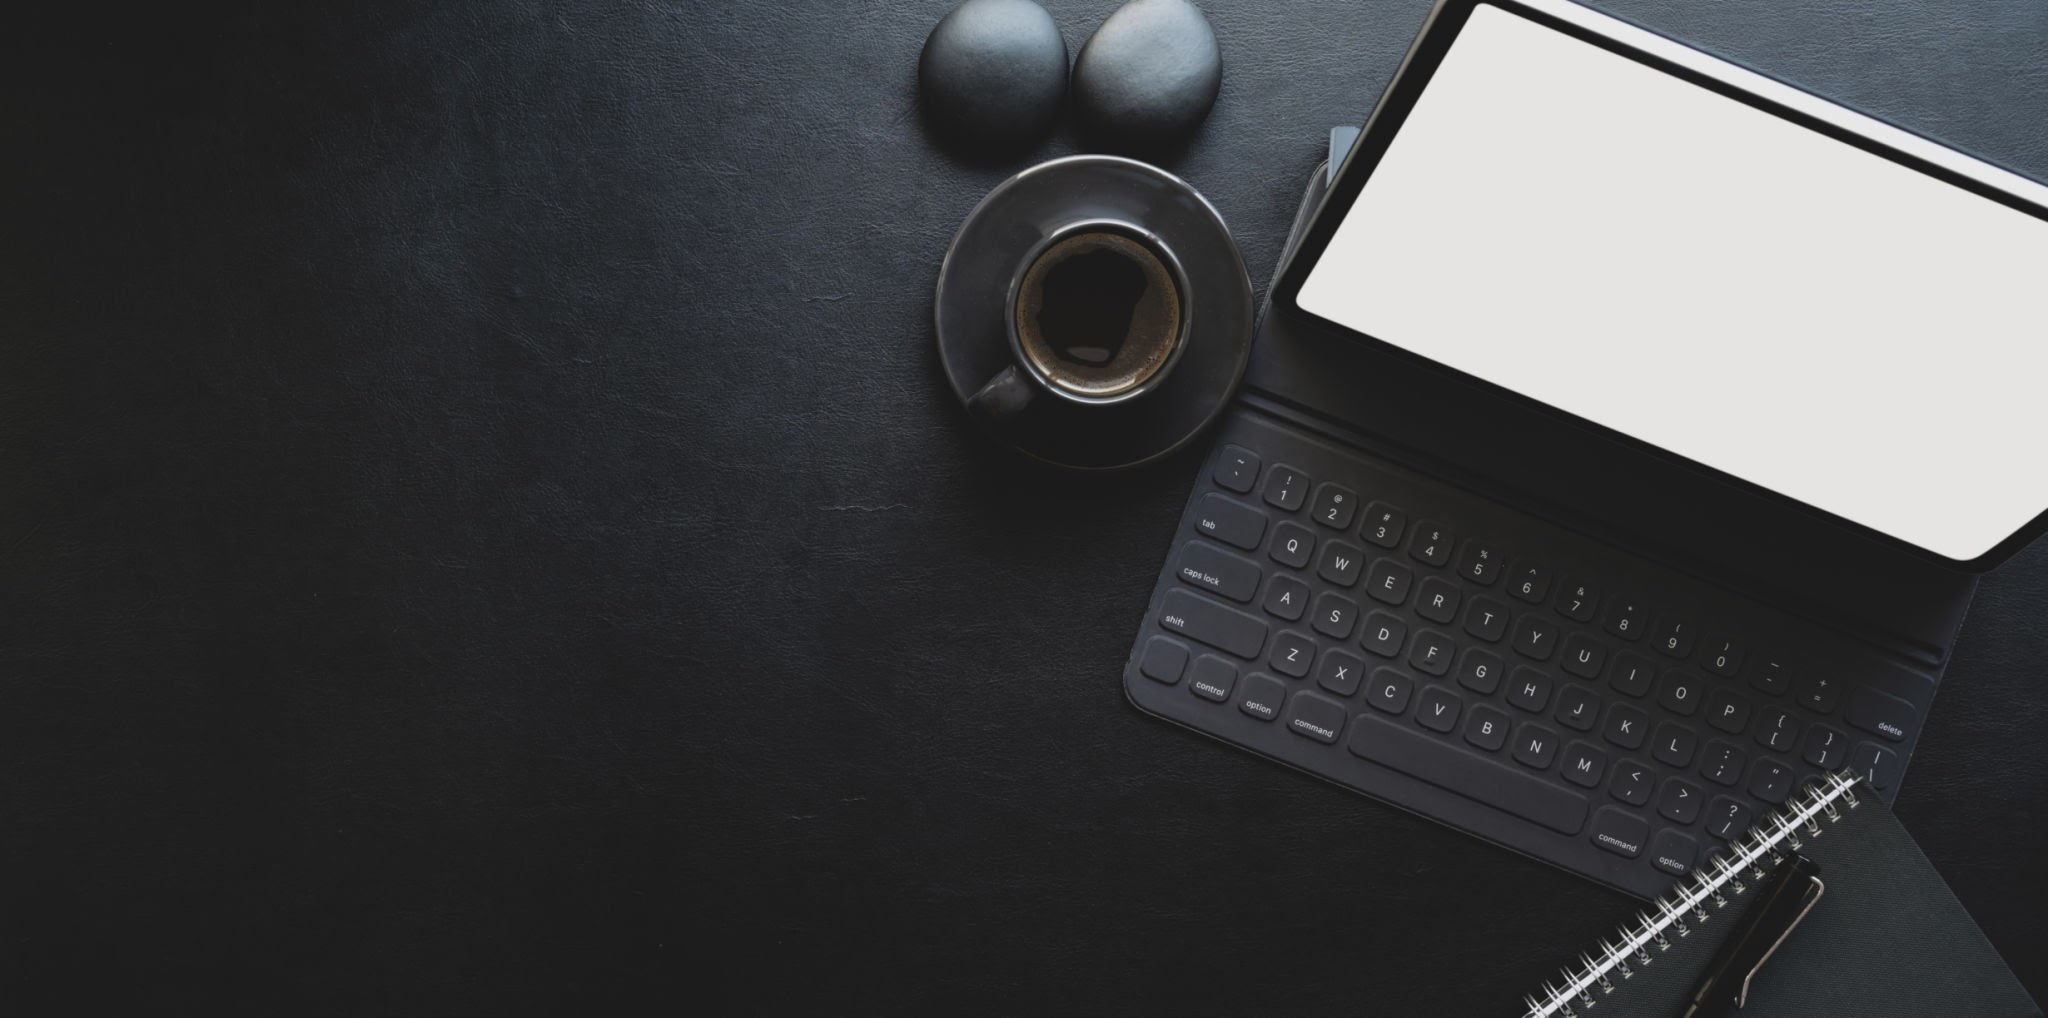 ~ ! @ # $ % ^ & * ( ) _ +
` 1 2 3 4 5 6 7 8 9 0 - = delete
tab Q W E R T Y U I O P { [ } ] | \
caps lock A S D F G H J K L : ; " '
shift Z X C V B N M < , > . ? /
control option command command option